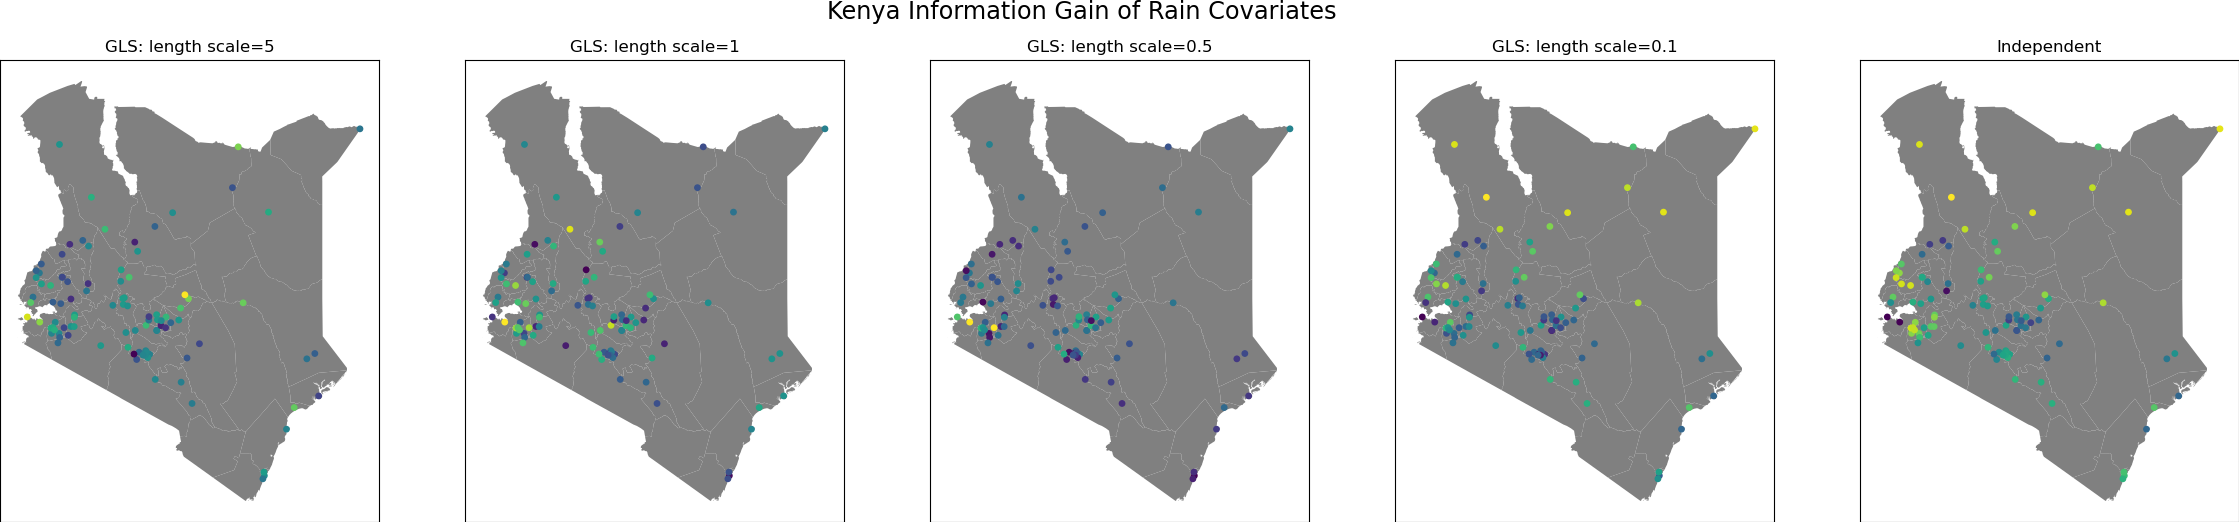 Kenya Information Gain of Rain Covariates
GLS: length scale=5
GLS: length scale=1
GLS: length scale=0.5
GLS: length scale=0.1
Independent